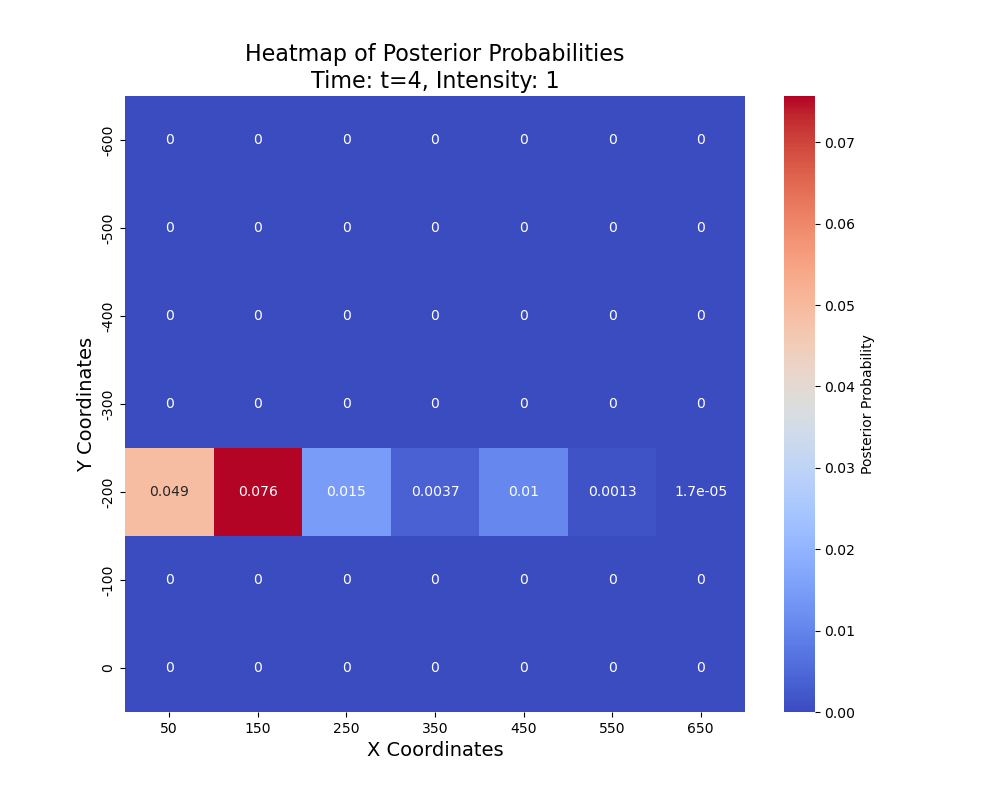 Heatmap of Posterior Probabilities
Time: t=4, Intensity: 1
Y Coordinates
-600 0 0 0 0 0 0 0
-500 0 0 0 0 0 0 0
-400 0 0 0 0 0 0 0
-300 0 0 0 0 0 0 0
-200 0.049 0.076 0.015 0.0037 0.01 0.0013 1.7e-05
-100 0 0 0 0 0 0 0
0 0 0 0 0 0 0 0
50 150 250 350 450 550 650
X Coordinates
0.07
0.06
0.05
0.04
0.03
0.02
0.01
0.00
Posterior Probability